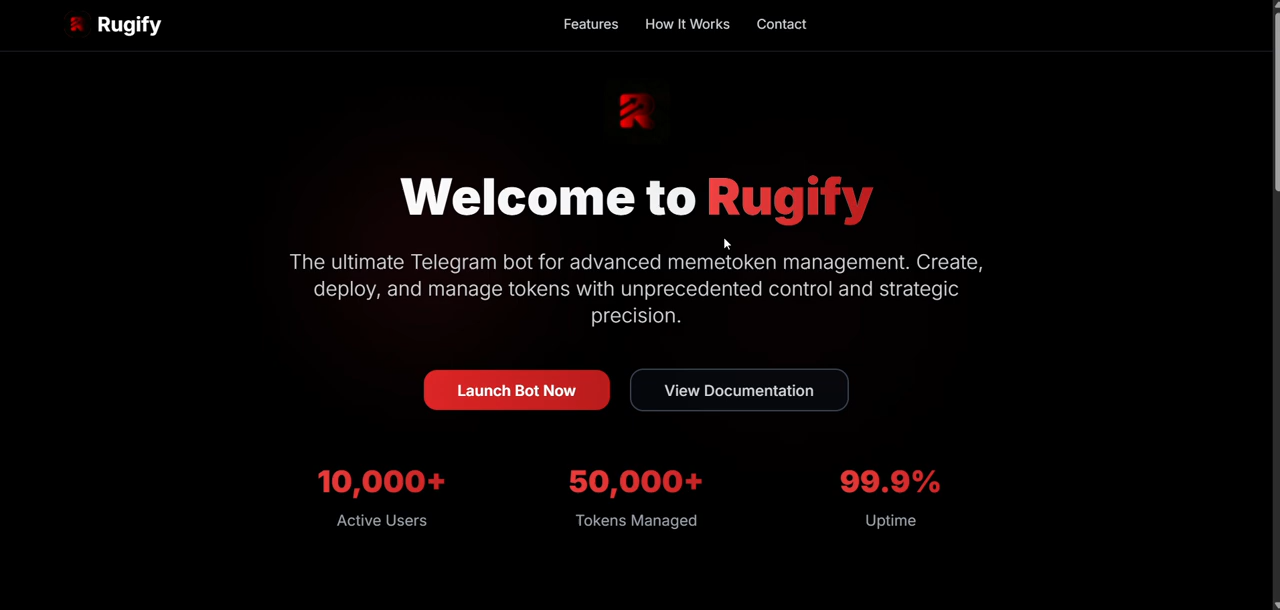 Rugify
Features How It Works Contact
Welcome to Rugify
The ultimate Telegram bot for advanced memetoken management. Create,
deploy, and manage tokens with unprecedented control and strategic
precision.
Launch Bot Now View Documentation
10,000+ 50,000+ 99.9%
Active Users Tokens Managed Uptime